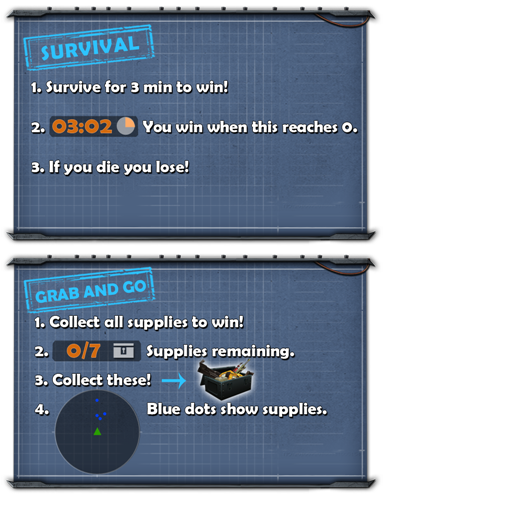 SURVIVAL
1. Survive for 3 min to win!
2. 03:02 You win when this reaches 0.
3. If you die you lose!
GRAB AND GO
1. Collect all supplies to win!
2. 0/7 Supplies remaining.
3. Collect these!
4. Blue dots show supplies.